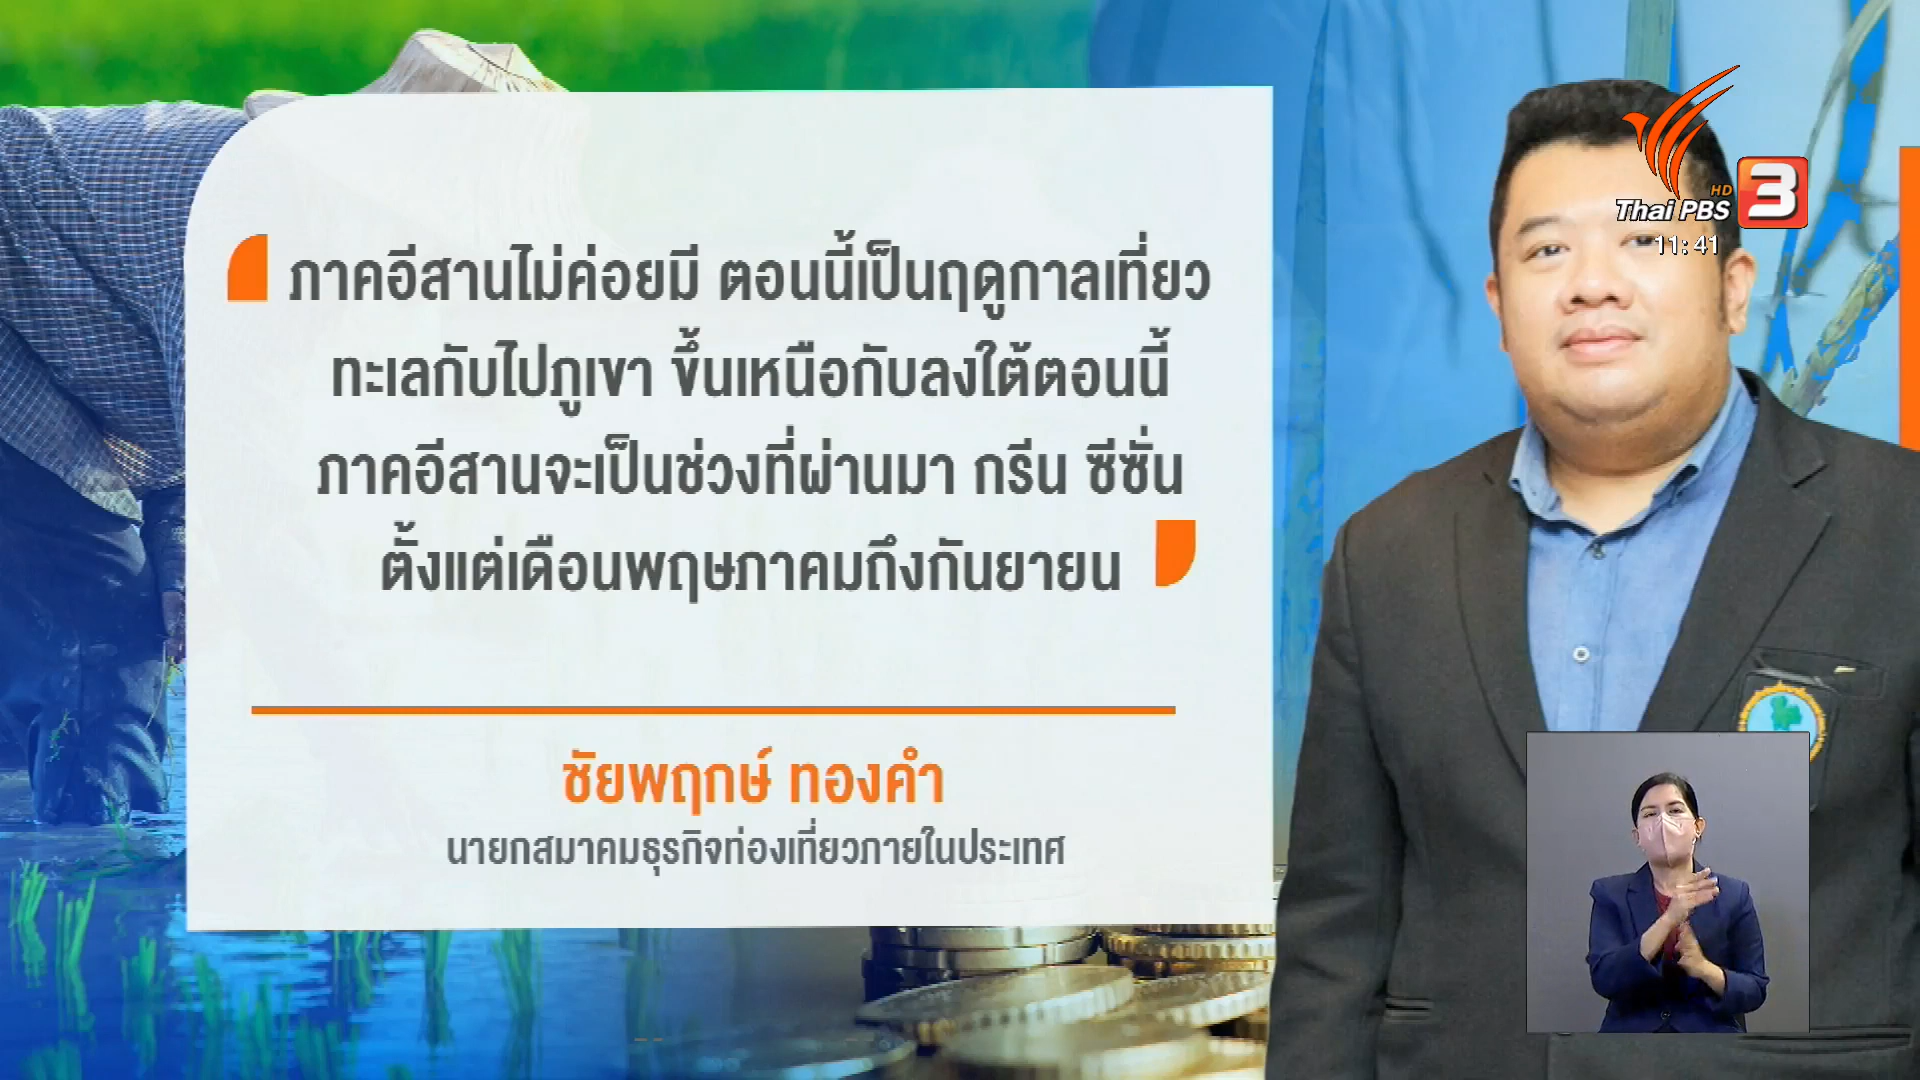 ภาคอีสานไม่ค่อยมี ตอนนี้เป็นฤดูกาลเที่ยว
ทะเลกับไปภูเขา ขึ้นเหนือกับลงใต้ตอนนี้
ภาคอีสานจะเป็นช่วงที่ผ่านมา กรีน ซีซั่น
ตั้งแต่เดือนพฤษภาคมถึงกันยายน
ชัยพฤกษ์ ทองคำ
นายกสมาคมธุรกิจท่องเที่ยวภายในประเทศ
HD
Thai PBS 3
11:41